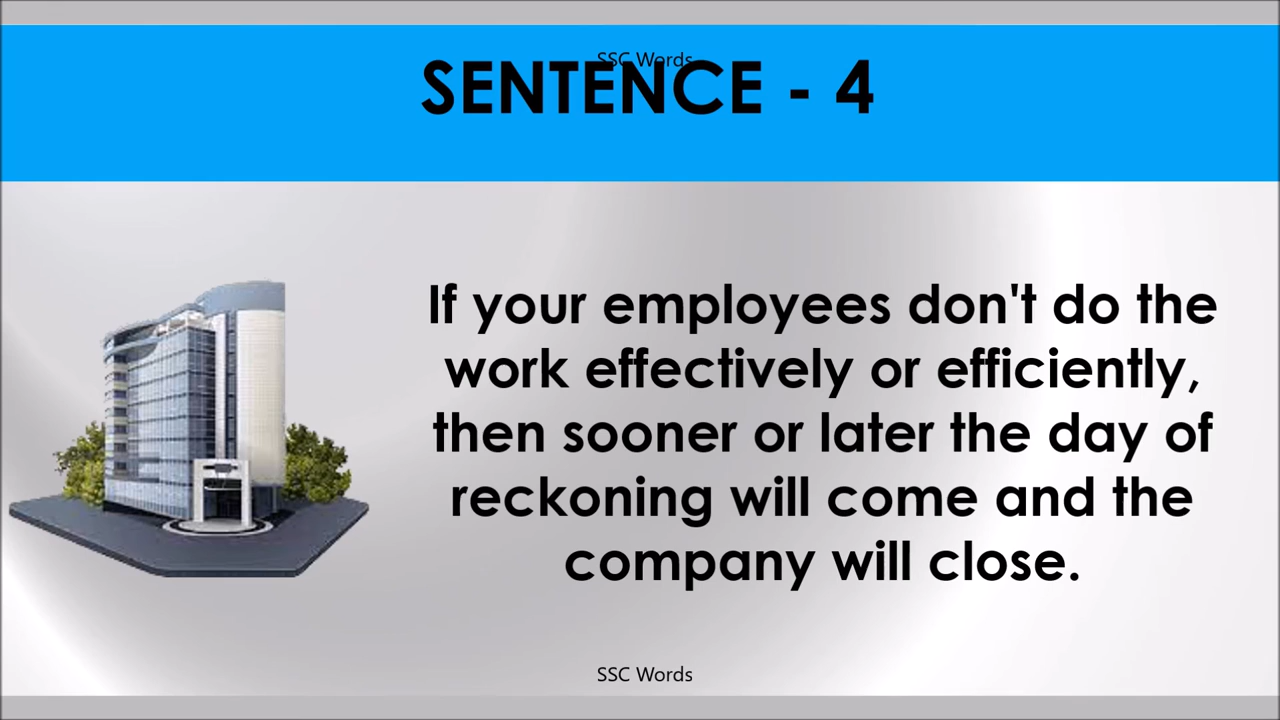 SSC Words
SENTENCE - 4
If your employees don't do the
work effectively or efficiently,
then sooner or later the day of
reckoning will come and the
company will close.
SSC Words